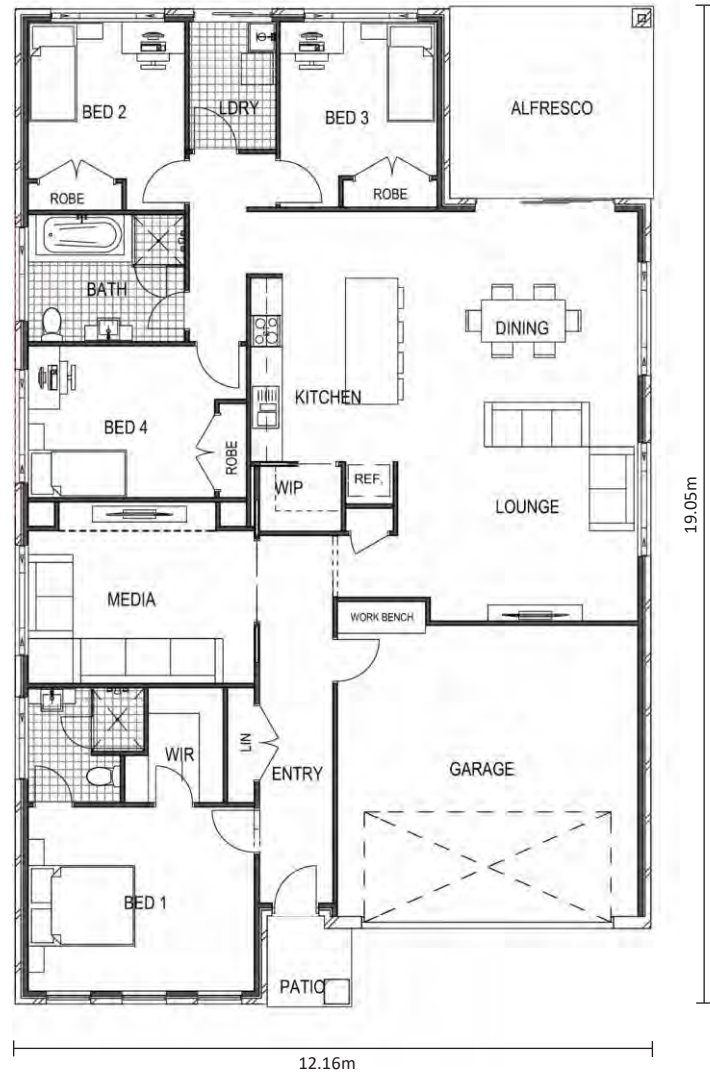 BED 2
LDRY
BED 3
ALFRESCO
ROBE
ROBE
BATH
DINING
KITCHEN
BED 4
ROBE
WIP
REF.
LOUNGE
MEDIA
WORK BENCH
WIR
LIN
ENTRY
GARAGE
BED 1
PATIO
19.05m
12.16m